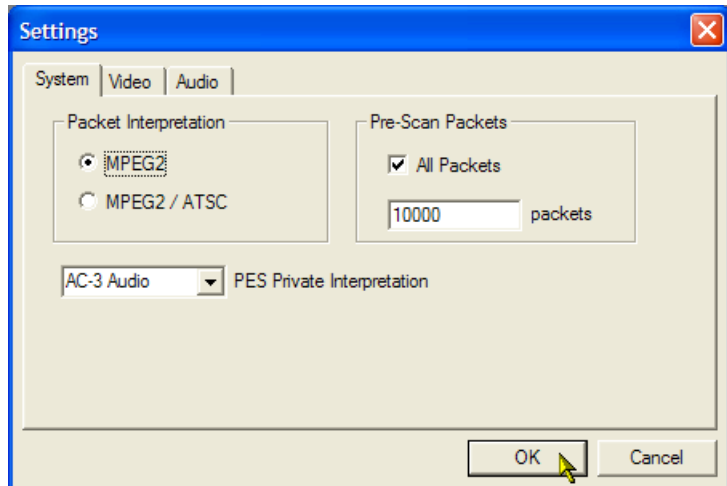 Settings
System Video Audio
Packet Interpretation
MPEG2
MPEG2 / ATSC
Pre-Scan Packets
All Packets
10000 packets
AC-3 Audio PES Private Interpretation
OK Cancel